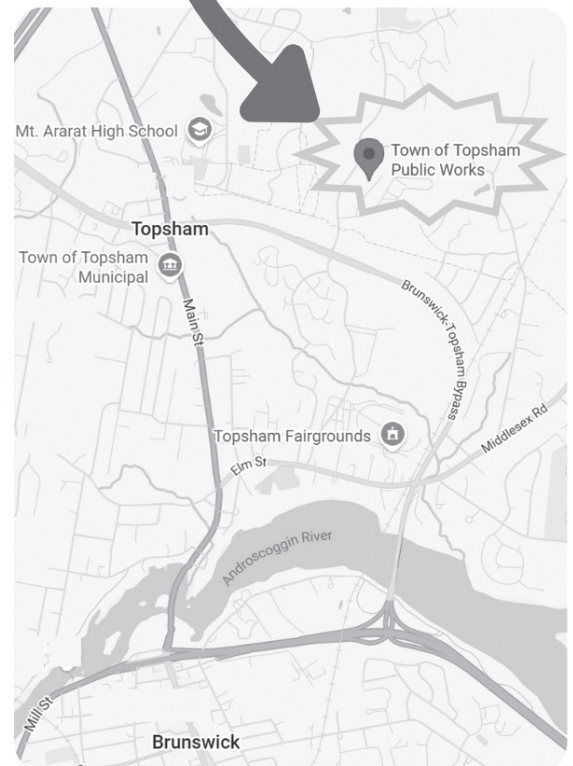 Mt. Ararat High School
Town of Topsham
Public Works
Topsham
Town of Topsham
Municipal
Main St
Brunswick-Topsham Bypass
Topsham Fairgrounds
Middlesex Rd
Elm St
Androscoggin River
Mill St
Brunswick